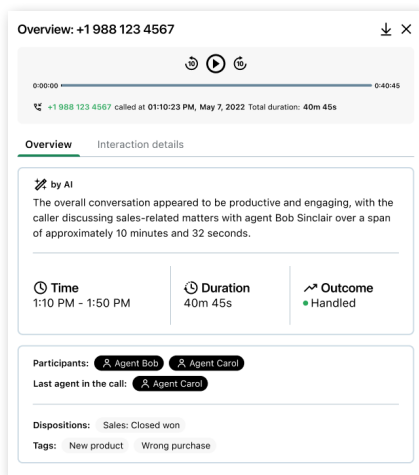 Overview: +1 988 123 4567
10
10
0:00:00
0:40:45
+1 988 123 4567 called at 01:10:23 PM, May 7, 2022 Total duration: 40m 45s
Overview Interaction details
by AI
The overall conversation appeared to be productive and engaging, with the
caller discussing sales-related matters with agent Bob Sinclair over a span
of approximately 10 minutes and 32 seconds.
Time Duration Outcome
1:10 PM - 1:50 PM 40m 45s Handled
Participants: Agent Bob Agent Carol
Last agent in the call: Agent Carol
Dispositions: Sales: Closed won
Tags: New product Wrong purchase